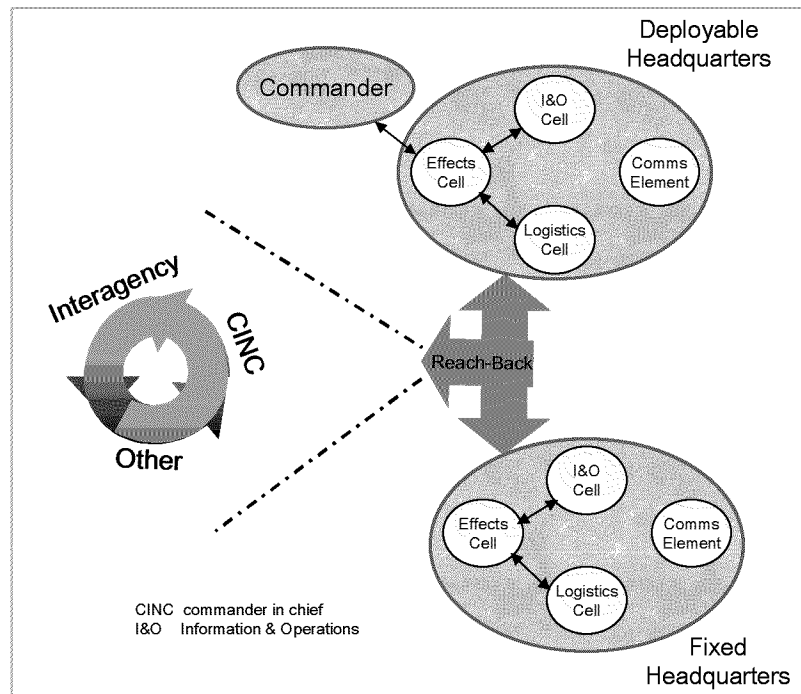 Deployable
Headquarters
Commander
I&O
Cell
Effects
Cell
Comms
Element
Logistics
Cell
Interagency
CINC
Other
Reach-Back
I&O
Cell
Effects
Cell
Comms
Element
Logistics
Cell
CINC commander in chief
I&O Information & Operations
Fixed
Headquarters